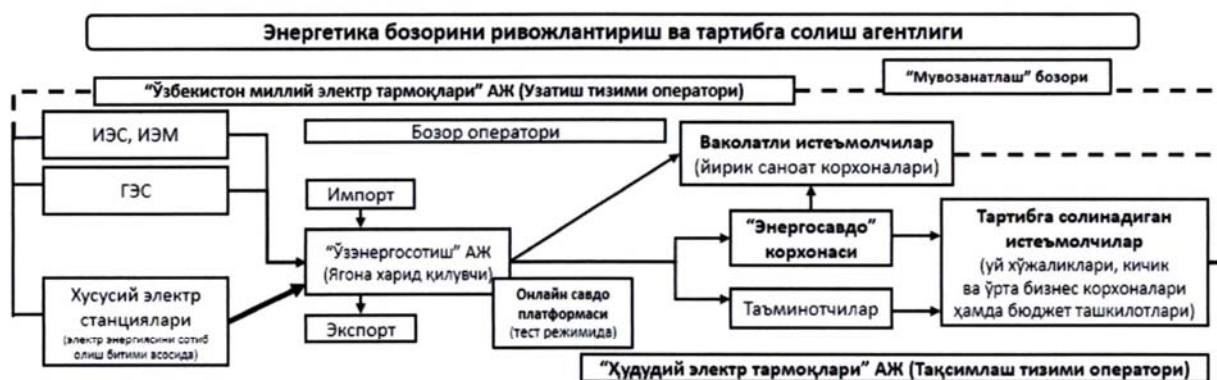 Энергетика бозорини ривожлантириш ва тартибга солиш агентлиги
“Мувозанатлаш” бозори
“Ўзбекистон миллий электр тармоқлари” АЖ (Узатиш тизими оператори)
ИЭС, ИЭМ
Бозор оператори
Ваколатли истеъмолчилар
(йирик саноат корхоналари)
ГЭС
Импорт
“Ўзэнергосотиш” АЖ
(Ягона харид қилувчи)
“Энергосавдо”
корхонаси
Тартибга солинадиган
истеъмолчилар
(уй хўжаликлари, кичик
ва ўрта бизнес корхоналари
ҳамда бюджет ташкилотлари)
Хусусий электр
станциялари
(электр энергиясини сотиб
олиш битими асосида)
Экспорт
Онлайн савдо
платформаси
(тест режимида)
Таъминотчилар
“Ҳудудий электр тармоқлари” АЖ (Тақсимлаш тизими оператори)